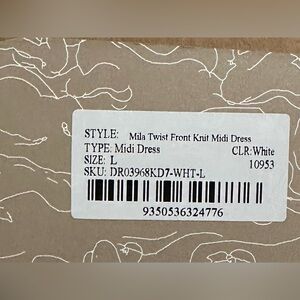 STYLE: Mila Twist Front Knit Midi Dress
TYPE: Midi Dress CLR:White
SIZE: L 10953
SKU: DR03968KD7-WHT-L
9350536324776